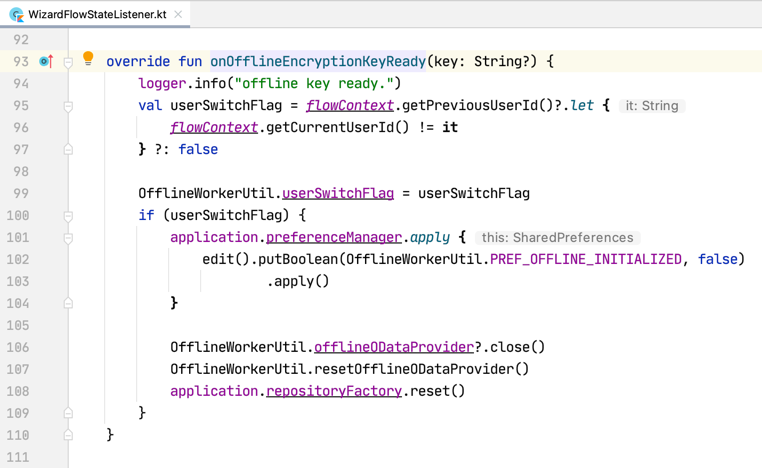 WizardFlowStateListener.kt
92
93 override fun onOfflineEncryptionKeyReady(key: String?) {
94 logger.info("offline key ready.")
95 val userSwitchFlag = flowContext.getPreviousUserId()?.let { it: String
96 flowContext.getCurrentUserId() != it
97 } ?: false
98
99 OfflineWorkerUtil.userSwitchFlag = userSwitchFlag
100 if (userSwitchFlag) {
101 application.preferenceManager.apply { this: SharedPreferences
102 edit().putBoolean(OfflineWorkerUtil.PREF_OFFLINE_INITIALIZED, false)
103 .apply()
104 }
105
106 OfflineWorkerUtil.offlineODataProvider?.close()
107 OfflineWorkerUtil.resetOfflineODataProvider()
108 application.repositoryFactory.reset()
109 }
110 }
111